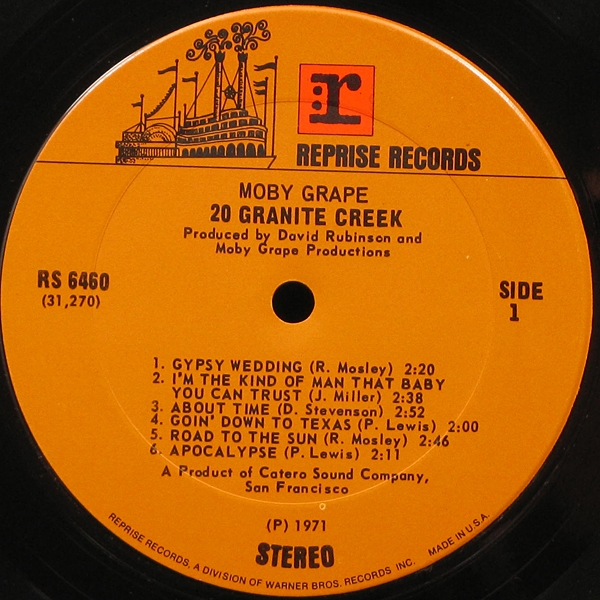 r:
REPRISE RECORDS
MOBY GRAPE
20 GRANITE CREEK
Produced by David Rubinson and
Moby Grape Productions
RS 6460
(31,270)
SIDE
1
1. GYPSY WEDDING (R. Mosley) 2:20
2. I'M THE KIND OF MAN THAT BABY
YOU CAN TRUST (J. Miller) 2:38
3. ABOUT TIME (D. Stevenson) 2:52
4. GOIN' DOWN TO TEXAS (P. Lewis) 2:00
5. ROAD TO THE SUN (R. Mosley) 2:46
6. APOCALYPSE (P. Lewis) 2:11
A Product of Catero Sound Company,
San Francisco
(P) 1971
STEREO
REPRISE RECORDS, A DIVISION OF WARNER BROS. RECORDS INC. MADE IN U.S.A.